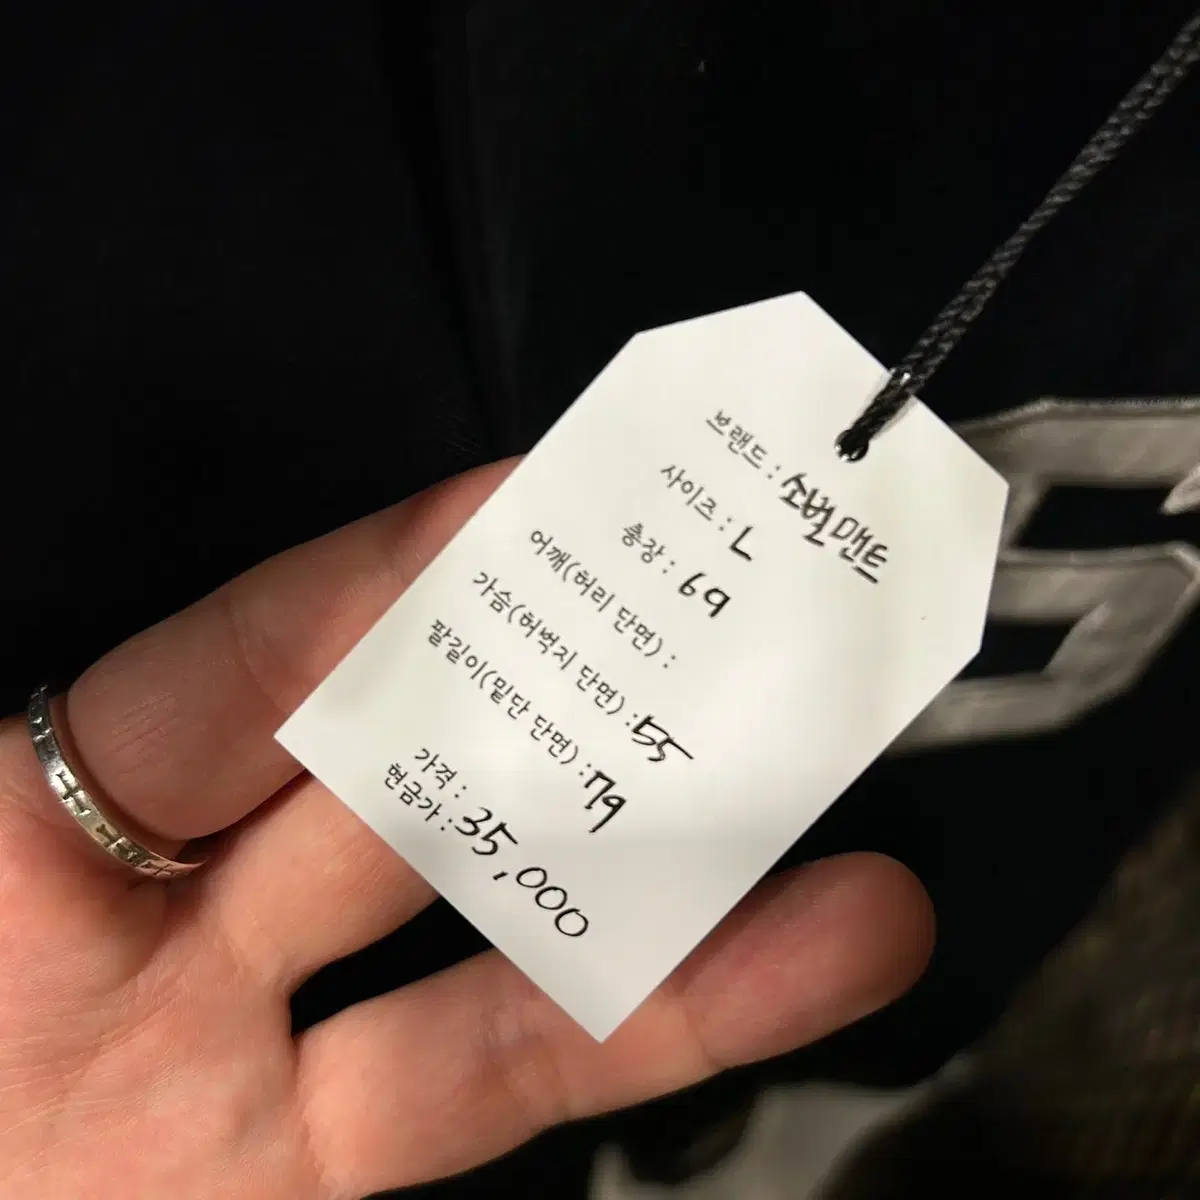 브랜드 : 소벌맨트
사이즈 : L
총장 : 69
어깨(허리 단면) :
가슴(허벅지 단면) : 55
팔길이(밑단 단면) : 79
가격 :
현금가 : 35,000